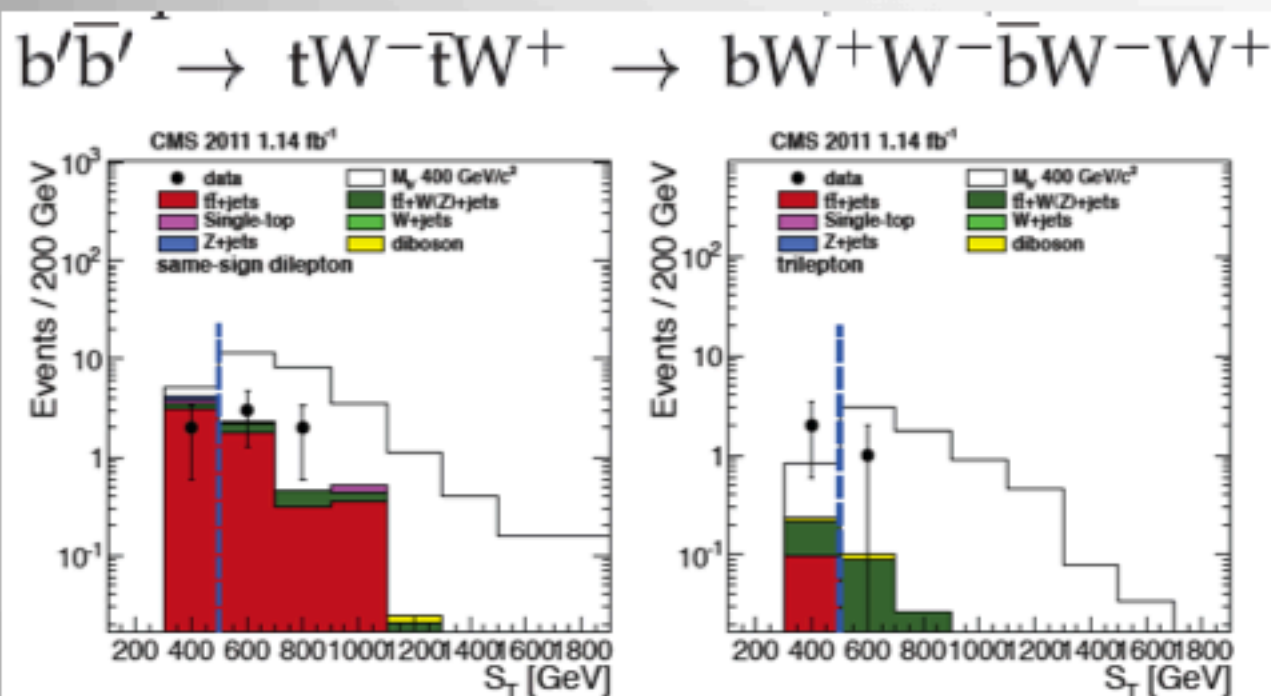 b′b̅′ → tW⁻t̅W⁺ → bW⁺W⁻b̅W⁻W⁺
CMS 2011 1.14 fb⁻¹
Events / 200 GeV
10³
10²
10
1
10⁻¹
data
M_b' 400 GeV/c²
tt̅+jets
tt̅+W(Z)+jets
Single-top
W+jets
Z+jets
diboson
same-sign dilepton
200 400 600 800 1000 1200 1400 1600 1800
S_T [GeV]
CMS 2011 1.14 fb⁻¹
Events / 200 GeV
10²
10
1
10⁻¹
data
M_b' 400 GeV/c²
tt̅+jets
tt̅+W(Z)+jets
Single-top
W+jets
Z+jets
diboson
trilepton
200 400 600 800 1000 1200 1400 1600 1800
S_T [GeV]